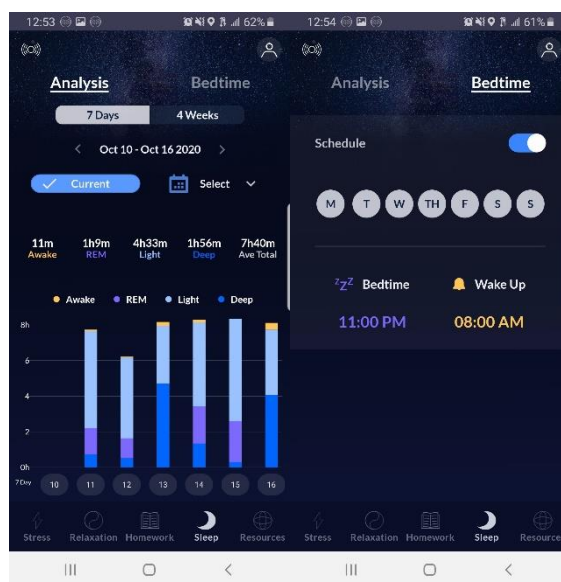 12:53 62%
Analysis Bedtime
7 Days 4 Weeks
< Oct 10 - Oct 16 2020 >
Current Select
11m 1h9m 4h33m 1h56m 7h40m
Awake REM Light Deep Ave Total
Awake REM Light Deep
8h
6
4
2
0h
7 Day 10 11 12 13 14 15 16
Stress Relaxation Homework Sleep Resources
12:54 61%
Analysis Bedtime
Schedule
M T W TH F S S
zZZ Bedtime Wake Up
11:00 PM 08:00 AM
Stress Relaxation Homework Sleep Resource